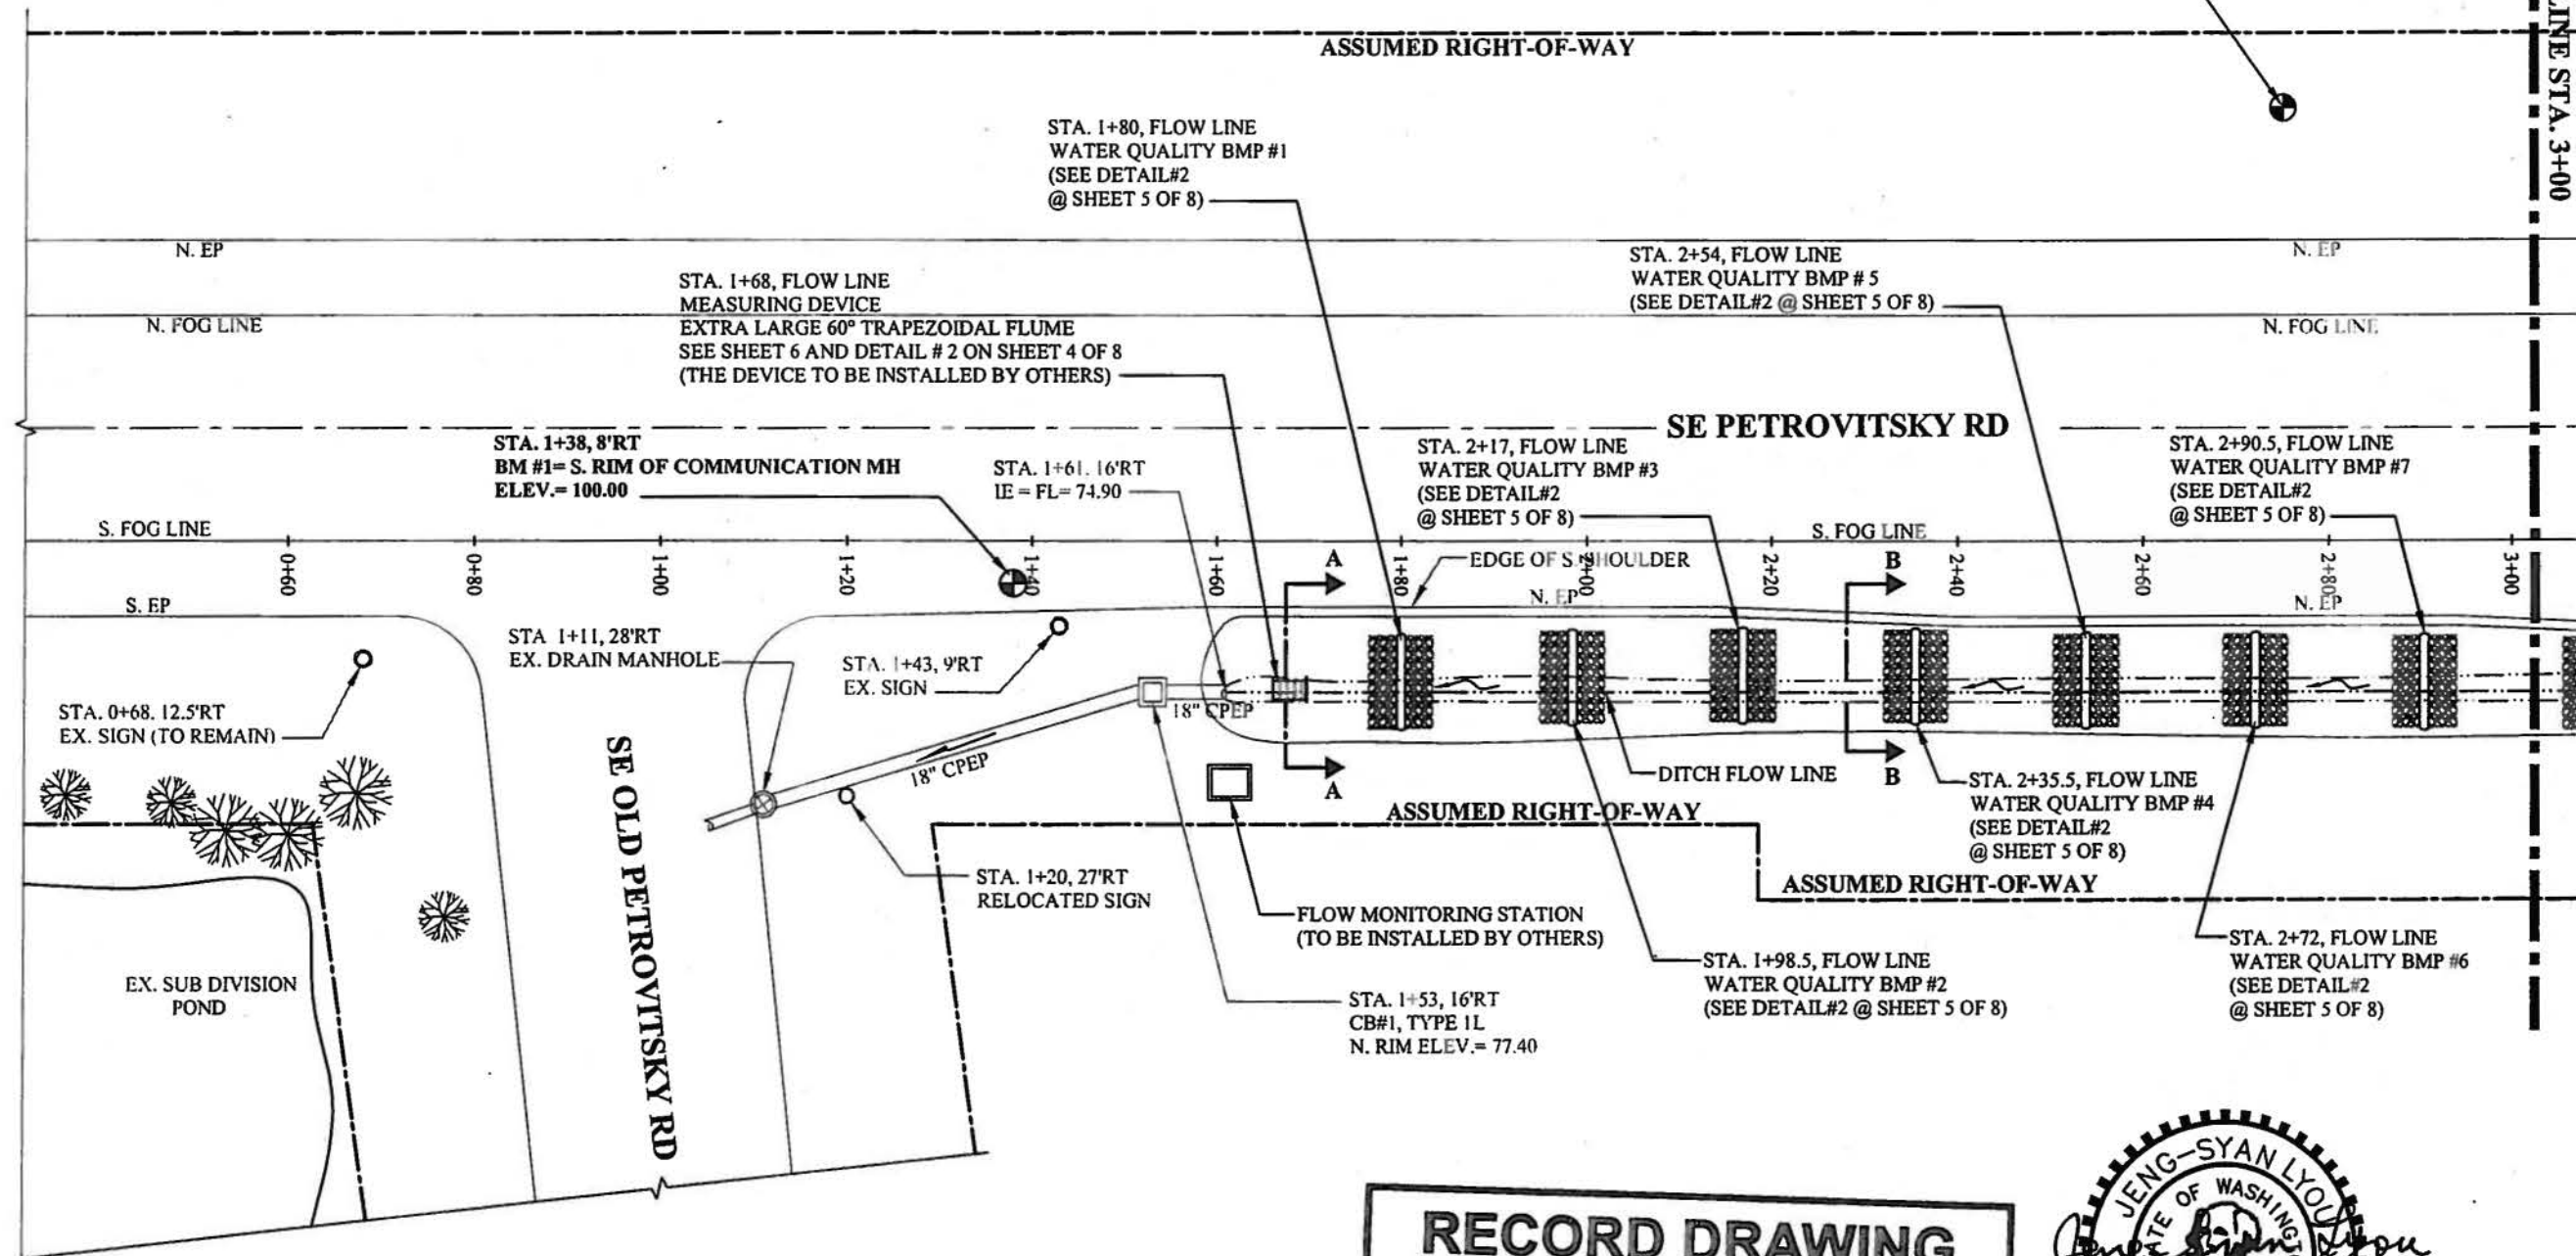 ASSUMED RIGHT-OF-WAY
LINE STA. 3+00
STA. 1+80, FLOW LINE
WATER QUALITY BMP #1
(SEE DETAIL#2
@ SHEET 5 OF 8)
N. EP
N. EP
STA. 2+54, FLOW LINE
WATER QUALITY BMP # 5
(SEE DETAIL#2 @ SHEET 5 OF 8)
STA. 1+68, FLOW LINE
MEASURING DEVICE
EXTRA LARGE 60° TRAPEZOIDAL FLUME
SEE SHEET 6 AND DETAIL # 2 ON SHEET 4 OF 8
(THE DEVICE TO BE INSTALLED BY OTHERS)
N. FOG LINE
N. FOG LINE
SE PETROVITSKY RD
STA. 1+38, 8'RT
BM #1= S. RIM OF COMMUNICATION MH
ELEV.= 100.00
STA. 1+61. 16'RT
IE = FL= 74.90
STA. 2+17, FLOW LINE
WATER QUALITY BMP #3
(SEE DETAIL#2
@ SHEET 5 OF 8)
STA. 2+90.5, FLOW LINE
WATER QUALITY BMP #7
(SEE DETAIL#2
@ SHEET 5 OF 8)
S. FOG LINE
S. FOG LINE
0+60
0+80
1+00
1+20
1+40
1+60
1+80
2+00
2+20
2+40
2+60
2+80
3+00
A
EDGE OF S. SHOULDER
B
S. EP
N. EP
N. EP
STA 1+11, 28'RT
EX. DRAIN MANHOLE
STA. 1+43, 9'RT
EX. SIGN
STA. 0+68. 12.5'RT
EX. SIGN (TO REMAIN)
18" CPEP
18" CPEP
A
DITCH FLOW LINE
B
STA. 2+35.5, FLOW LINE
WATER QUALITY BMP #4
(SEE DETAIL#2
@ SHEET 5 OF 8)
ASSUMED RIGHT-OF-WAY
ASSUMED RIGHT-OF-WAY
SE OLD PETROVITSKY RD
STA. 1+20, 27'RT
RELOCATED SIGN
FLOW MONITORING STATION
(TO BE INSTALLED BY OTHERS)
STA. 1+98.5, FLOW LINE
WATER QUALITY BMP #2
(SEE DETAIL#2 @ SHEET 5 OF 8)
STA. 2+72, FLOW LINE
WATER QUALITY BMP #6
(SEE DETAIL#2
@ SHEET 5 OF 8)
EX. SUB DIVISION
POND
STA. 1+53, 16'RT
CB#1, TYPE 1L
N. RIM ELEV.= 77.40
RECORD DRAWING
JENG-SYAN LYOU
OF WASHINGT